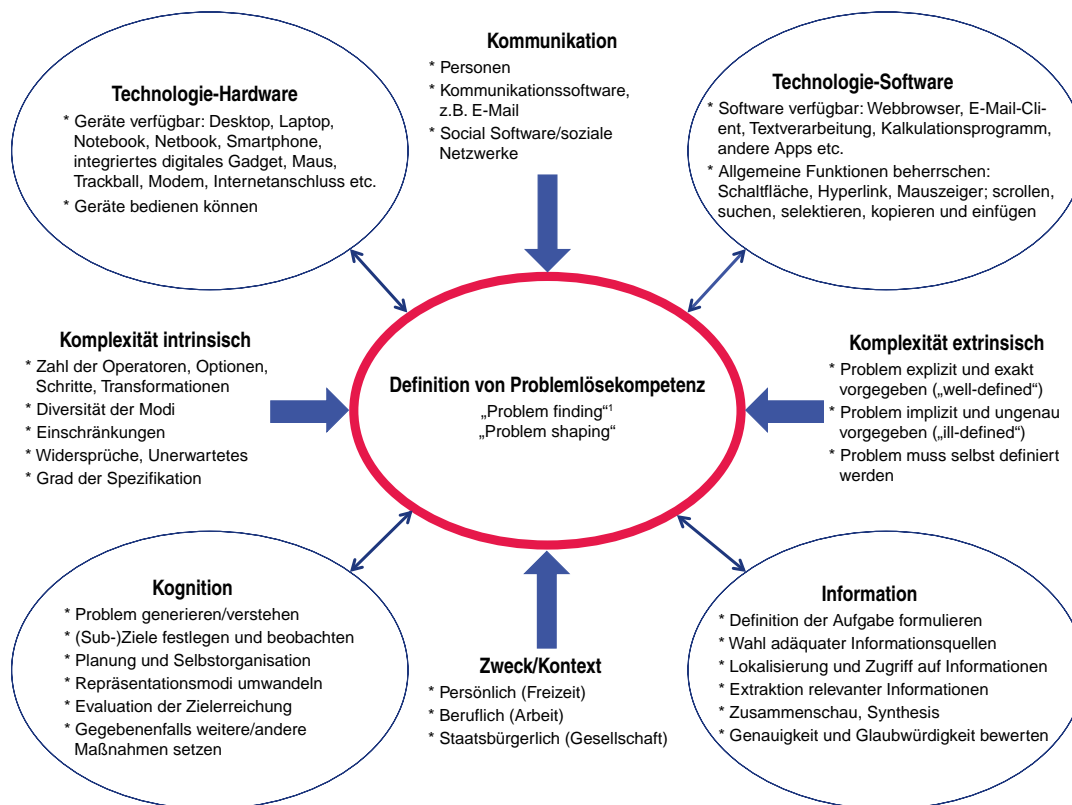 Kommunikation
* Personen
* Kommunikationssoftware,
z.B. E-Mail
* Social Software/soziale
Netzwerke
Technologie-Hardware
* Geräte verfügbar: Desktop, Laptop,
Notebook, Netbook, Smartphone,
integriertes digitales Gadget, Maus,
Trackball, Modem, Internetanschluss etc.
* Geräte bedienen können
Technologie-Software
* Software verfügbar: Webbrowser, E-Mail-Cli-
ent, Textverarbeitung, Kalkulationsprogramm,
andere Apps etc.
* Allgemeine Funktionen beherrschen:
Schaltfläche, Hyperlink, Mauszeiger; scrollen,
suchen, selektieren, kopieren und einfügen
Komplexität intrinsisch
* Zahl der Operatoren, Optionen,
Schritte, Transformationen
* Diversität der Modi
* Einschränkungen
* Widersprüche, Unerwartetes
* Grad der Spezifikation
Definition von Problemlösekompetenz
„Problem finding“¹
„Problem shaping“
Komplexität extrinsisch
* Problem explizit und exakt
vorgegeben („well-defined“)
* Problem implizit und ungenau
vorgegeben („ill-defined“)
* Problem muss selbst definiert
werden
Kognition
* Problem generieren/verstehen
* (Sub-)Ziele festlegen und beobachten
* Planung und Selbstorganisation
* Repräsentationsmodi umwandeln
* Evaluation der Zielerreichung
* Gegebenenfalls weitere/andere
Maßnahmen setzen
Zweck/Kontext
* Persönlich (Freizeit)
* Beruflich (Arbeit)
* Staatsbürgerlich (Gesellschaft)
Information
* Definition der Aufgabe formulieren
* Wahl adäquater Informationsquellen
* Lokalisierung und Zugriff auf Informationen
* Extraktion relevanter Informationen
* Zusammenschau, Synthesis
* Genauigkeit und Glaubwürdigkeit bewerten